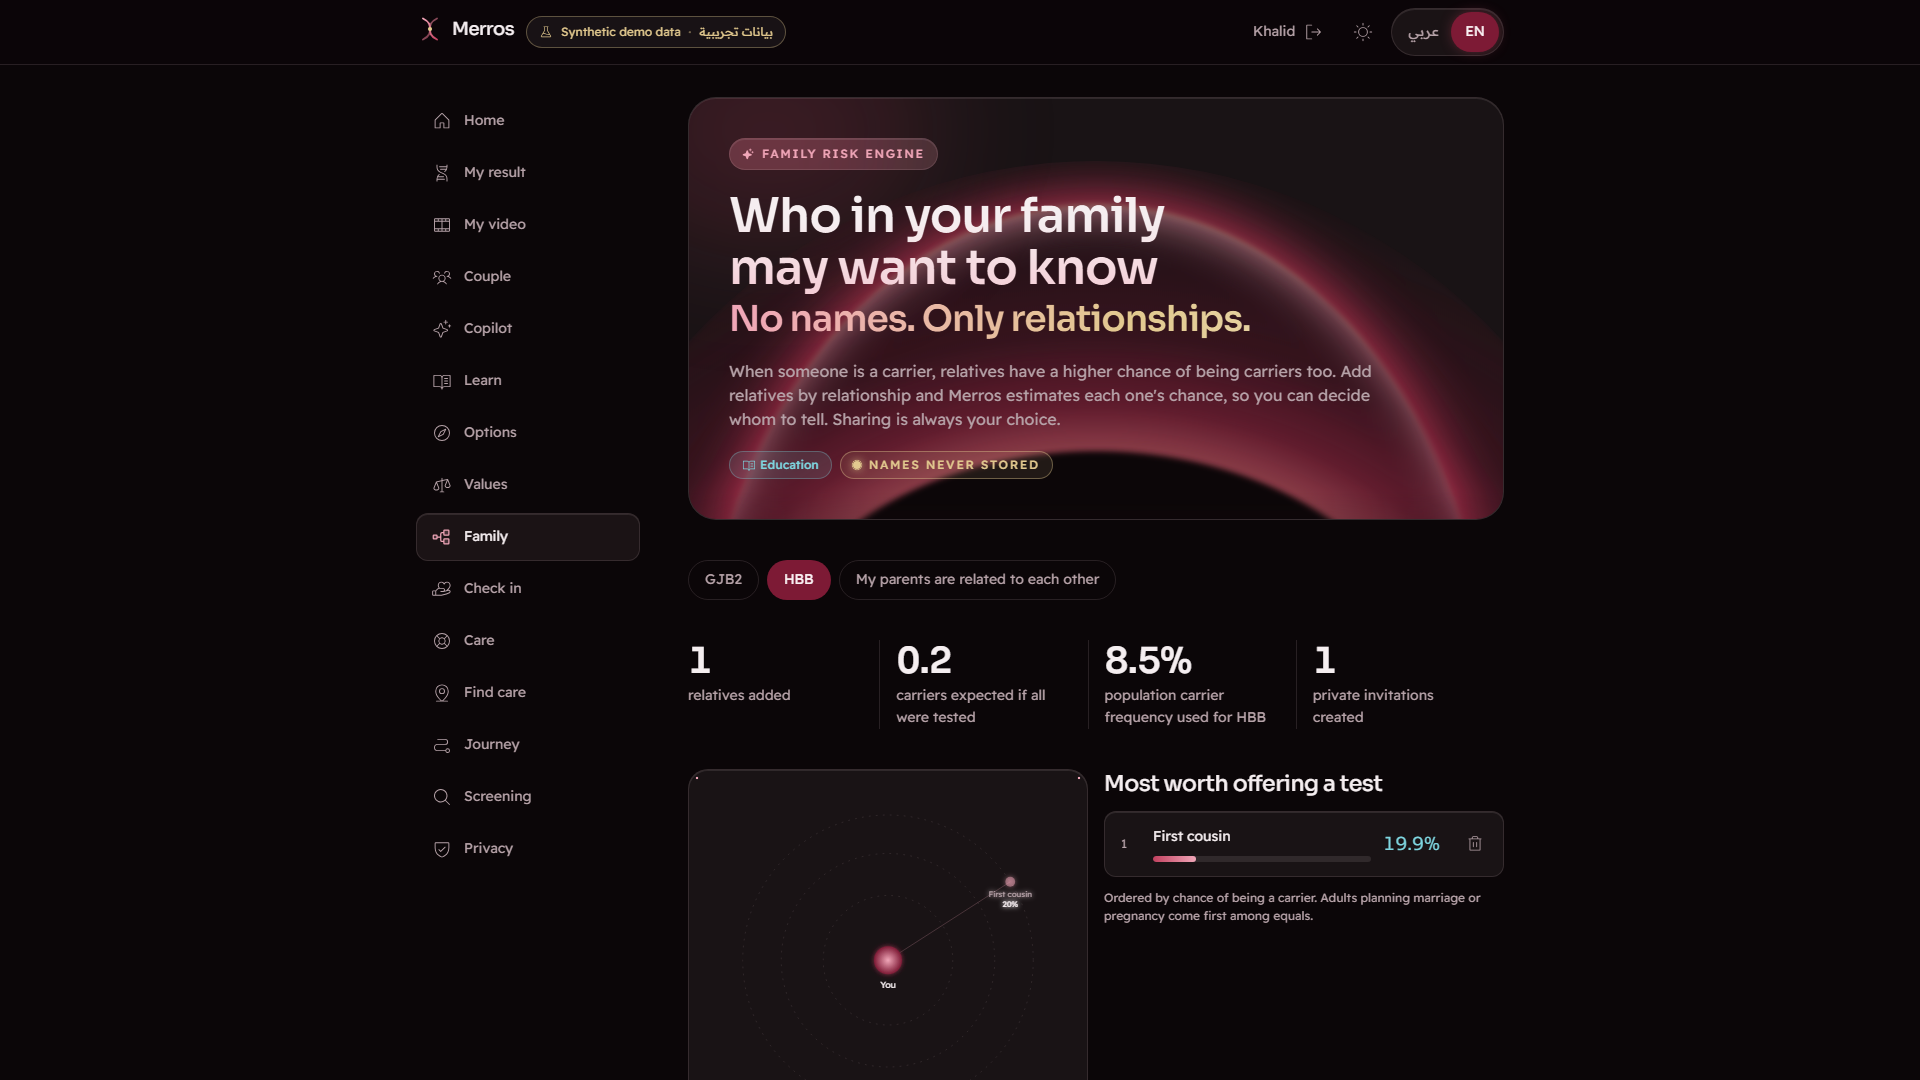 Merros
Synthetic demo data · بيانات تجريبية
Khalid
عربي
EN
Home
My result
My video
Couple
Copilot
Learn
Options
Values
Family
Check in
Care
Find care
Journey
Screening
Privacy
FAMILY RISK ENGINE
Who in your family
may want to know
No names. Only relationships.
When someone is a carrier, relatives have a higher chance of being carriers too. Add
relatives by relationship and Merros estimates each one's chance, so you can decide
whom to tell. Sharing is always your choice.
Education
NAMES NEVER STORED
GJB2
HBB
My parents are related to each other
1
relatives added
0.2
carriers expected if all
were tested
8.5%
population carrier
frequency used for HBB
1
private invitations
created
First cousin
20%
You
Most worth offering a test
1
First cousin
19.9%
Ordered by chance of being a carrier. Adults planning marriage or
pregnancy come first among equals.